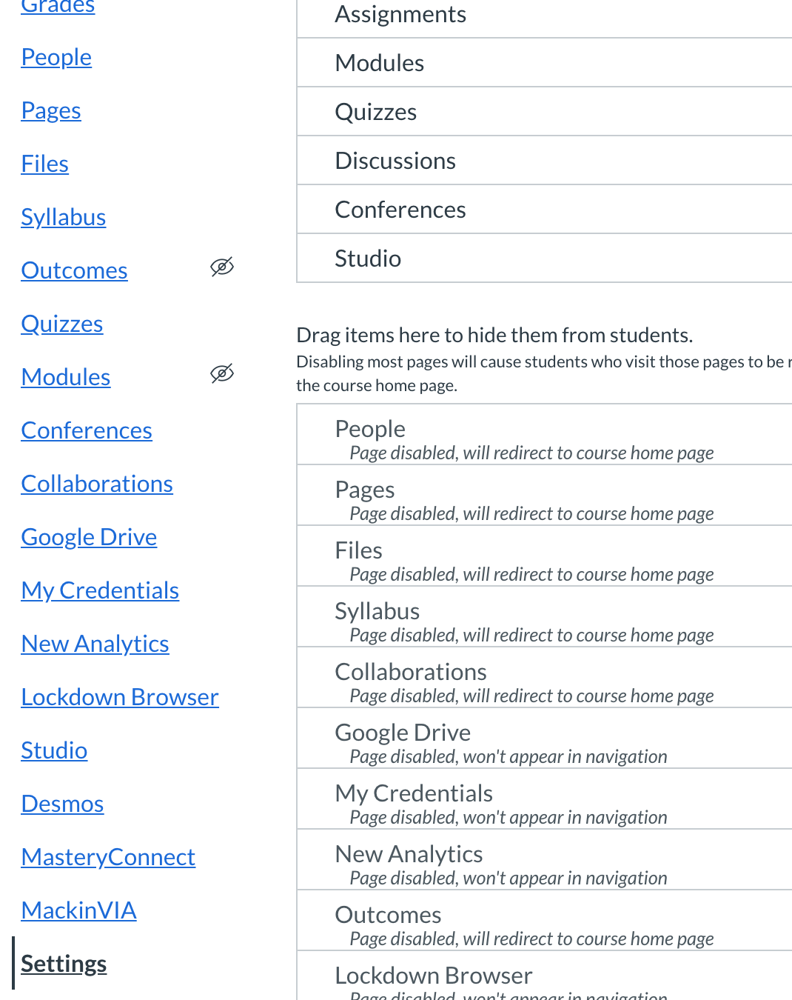 Grades
People
Pages
Files
Syllabus
Outcomes
Quizzes
Modules
Conferences
Collaborations
Google Drive
My Credentials
New Analytics
Lockdown Browser
Studio
Desmos
MasteryConnect
MackinVIA
Settings
Assignments
Modules
Quizzes
Discussions
Conferences
Studio
Drag items here to hide them from students.
Disabling most pages will cause students who visit those pages to be
the course home page.
People
Page disabled, will redirect to course home page
Pages
Page disabled, will redirect to course home page
Files
Page disabled, will redirect to course home page
Syllabus
Page disabled, will redirect to course home page
Collaborations
Page disabled, will redirect to course home page
Google Drive
Page disabled, won't appear in navigation
My Credentials
Page disabled, won't appear in navigation
New Analytics
Page disabled, won't appear in navigation
Outcomes
Page disabled, will redirect to course home page
Lockdown Browser
Page disabled, won't appear in navigation